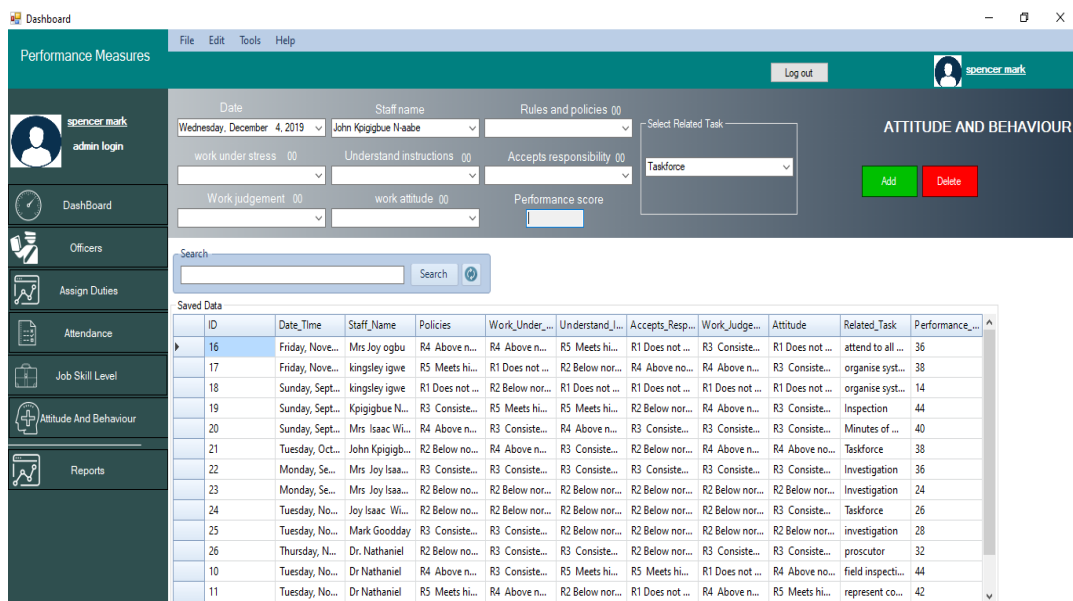 Dashboard
Performance Measures
File Edit Tools Help
Log out
spencer mark
spencer mark
admin login
DashBoard
Officers
Assign Duties
Attendance
Job Skill Level
Attitude And Behaviour
Reports
Date Staff name Rules and policies 00
Wednesday, December 4, 2019 John Kpigigbue N-aabe
work under stress 00 Understand instructions 00 Accepts responsibility 00
Work judgement 00 work attitude 00 Performance score
Select Related Task
Taskforce
ATTITUDE AND BEHAVIOUR
Add Delete
Search
Search
Saved Data
ID Date_TIme Staff_Name Policies Work_Under_... Understand_I... Accepts_Resp... Work_Judge... Attitude Related_Task Performance_...
16 Friday, Nove... Mrs Joy ogbu R4 Above n... R4 Above n... R5 Meets hi... R1 Does not ... R3 Consiste... R1 Does not ... attend to all ... 36
17 Friday, Nove... kingsley igwe R5 Meets hi... R1 Does not ... R2 Below nor... R4 Above no... R4 Above n... R3 Consiste... organise syst... 38
18 Sunday, Sept... kingsley igwe R1 Does not ... R2 Below nor... R1 Does not ... R1 Does not ... R1 Does not ... R1 Does not ... organise syst... 14
19 Sunday, Sept... Kpigigbue N... R3 Consiste... R5 Meets hi... R5 Meets hi... R2 Below nor... R4 Above n... R3 Consiste... Inspection 44
20 Sunday, Sept... Mrs Isaac Wi... R4 Above n... R3 Consiste... R4 Above n... R3 Consiste... R3 Consiste... R3 Consiste... Minutes of ... 40
21 Tuesday, Oct... John Kpigigb... R2 Below no... R4 Above n... R3 Consiste... R2 Below nor... R4 Above n... R4 Above no... Taskforce 38
22 Monday, Se... Mrs Joy Isaa... R3 Consiste... R3 Consiste... R3 Consiste... R3 Consiste... R3 Consiste... R3 Consiste... Investigation 36
23 Monday, Se... Mrs Joy Isaa... R2 Below no... R2 Below nor... R2 Below nor... R2 Below nor... R2 Below nor... R2 Below nor... Investigation 24
24 Tuesday, No... Joy Isaac Wi... R2 Below no... R2 Below nor... R3 Consiste... R2 Below nor... R2 Below nor... R2 Below nor... Taskforce 26
25 Tuesday, No... Mark Goodday R3 Consiste... R3 Consiste... R2 Below nor... R2 Below nor... R2 Below nor... R2 Below nor... investigation 28
26 Thursday, N... Dr. Nathaniel R2 Below no... R3 Consiste... R3 Consiste... R2 Below nor... R3 Consiste... R3 Consiste... proscutor 32
10 Tuesday, No... Dr Nathaniel R4 Above n... R3 Consiste... R5 Meets hi... R5 Meets hi... R1 Does not ... R4 Above no... field inspecti... 44
11 Tuesday, No... Dr Nathaniel R5 Meets hi... R4 Above n... R2 Below nor... R1 Does not ... R4 Above n... R5 Meets hi... represent co... 42